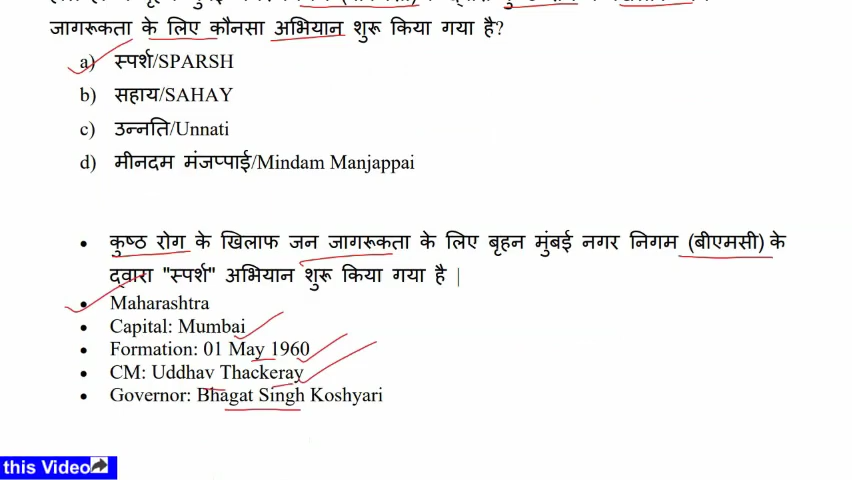 जागरूकता के लिए कौनसा अभियान शुरू किया गया है?
a) स्पर्श/SPARSH
b) सहाय/SAHAY
c) उन्नति/Unnati
d) मीनदम मंजप्पाई/Mindam Manjappai
• कुष्ठ रोग के खिलाफ जन जागरूकता के लिए बृहन मुंबई नगर निगम (बीएमसी) के
द्वारा "स्पर्श" अभियान शुरू किया गया है |
• Maharashtra
• Capital: Mumbai
• Formation: 01 May 1960
• CM: Uddhav Thackeray
• Governor: Bhagat Singh Koshyari
this Video